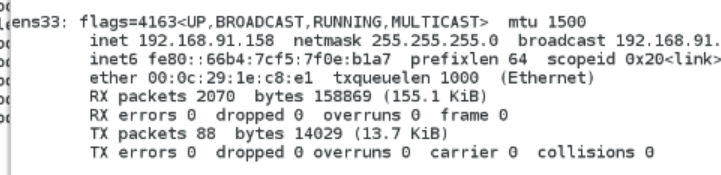 ens33: flags=4163<UP,BROADCAST,RUNNING,MULTICAST>  mtu 1500
inet 192.168.91.158  netmask 255.255.255.0  broadcast 192.168.91.
inet6 fe80::66b4:7cf5:7f0e:b1a7  prefixlen 64  scopeid 0x20<link>
ether 00:0c:29:1e:c8:e1  txqueuelen 1000  (Ethernet)
RX packets 2070  bytes 158869 (155.1 KiB)
RX errors 0  dropped 0  overruns 0  frame 0
TX packets 88  bytes 14029 (13.7 KiB)
TX errors 0  dropped 0 overruns 0  carrier 0  collisions 0